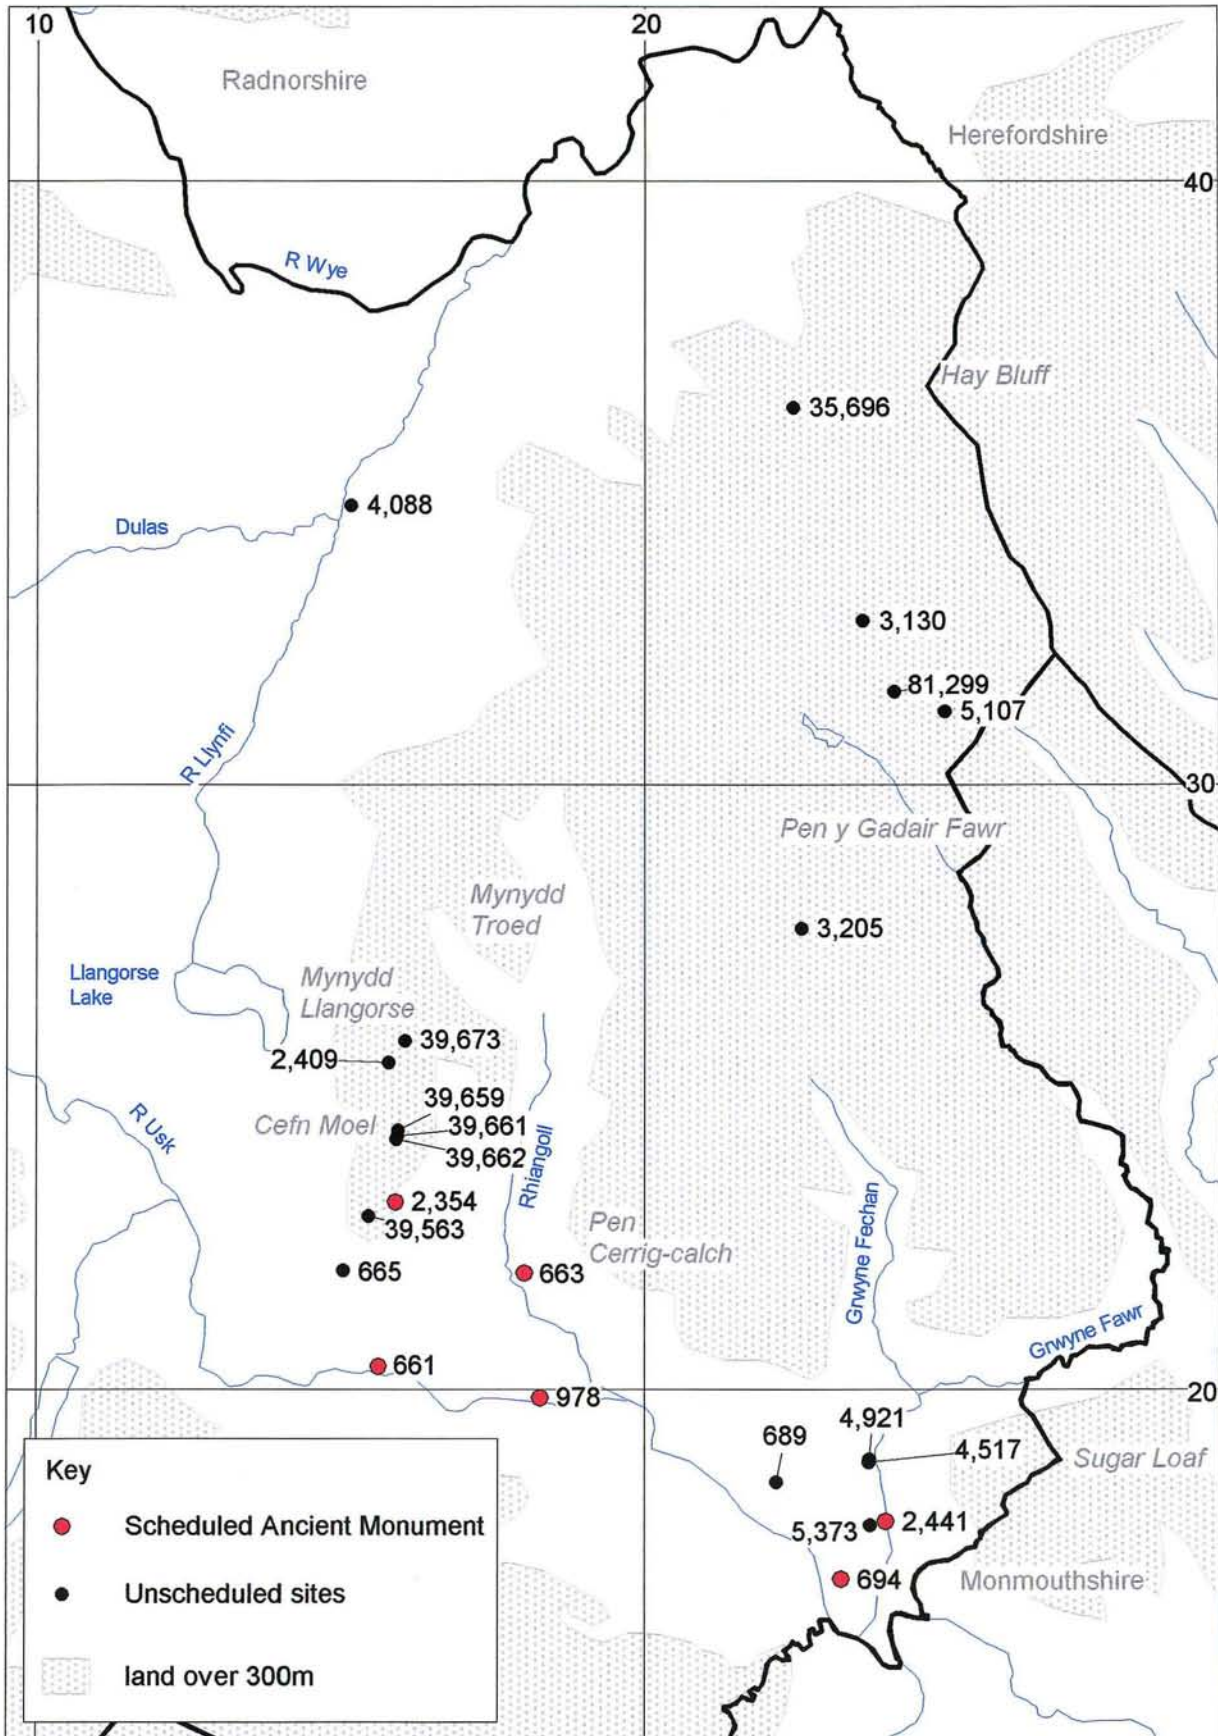 10
20
Radnorshire
Herefordshire
40
R Wye
Hay Bluff
35,696
4,088
Dulas
3,130
81,299
5,107
R Llynfi
30
Pen y Gadair Fawr
Mynydd
Troed
3,205
Llangorse
Lake
Mynydd
Llangorse
39,673
2,409
39,659
R Usk
Cefn Moel
39,661
39,662
Rhiangoll
2,354
39,563
Pen
Cerrig-calch
Grwyne Fechan
665
663
Grwyne Fawr
661
978
20
689
4,921
4,517
Sugar Loaf
5,373
2,441
694
Monmouthshire
Key
Scheduled Ancient Monument
Unscheduled sites
land over 300m